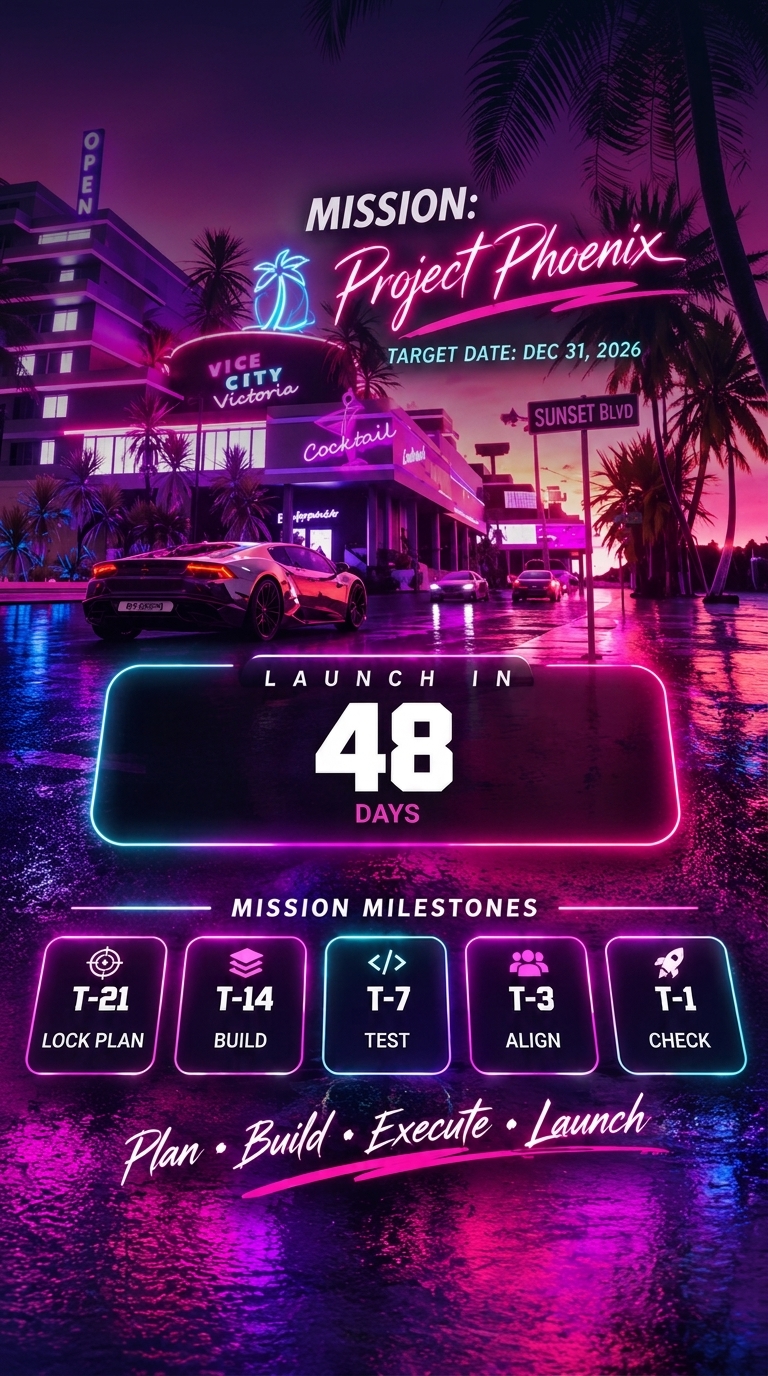 OPEN
MISSION:
Project Phoenix
TARGET DATE: DEC 31, 2026
VICE
CITY
Victoria
SUNSET BLVD
Cocktail
LAUNCH IN
48
DAYS
MISSION MILESTONES
T-21
LOCK PLAN
T-14
BUILD
</>
T-7
TEST
T-3
ALIGN
T-1
CHECK
Plan • Build • Execute • Launch